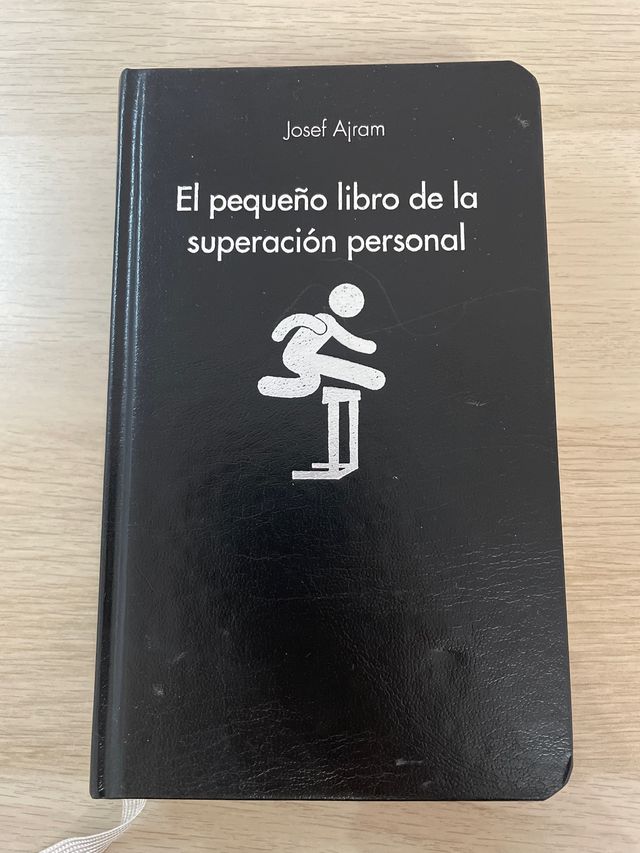 Josef Ajram
El pequeño libro de la
superación personal